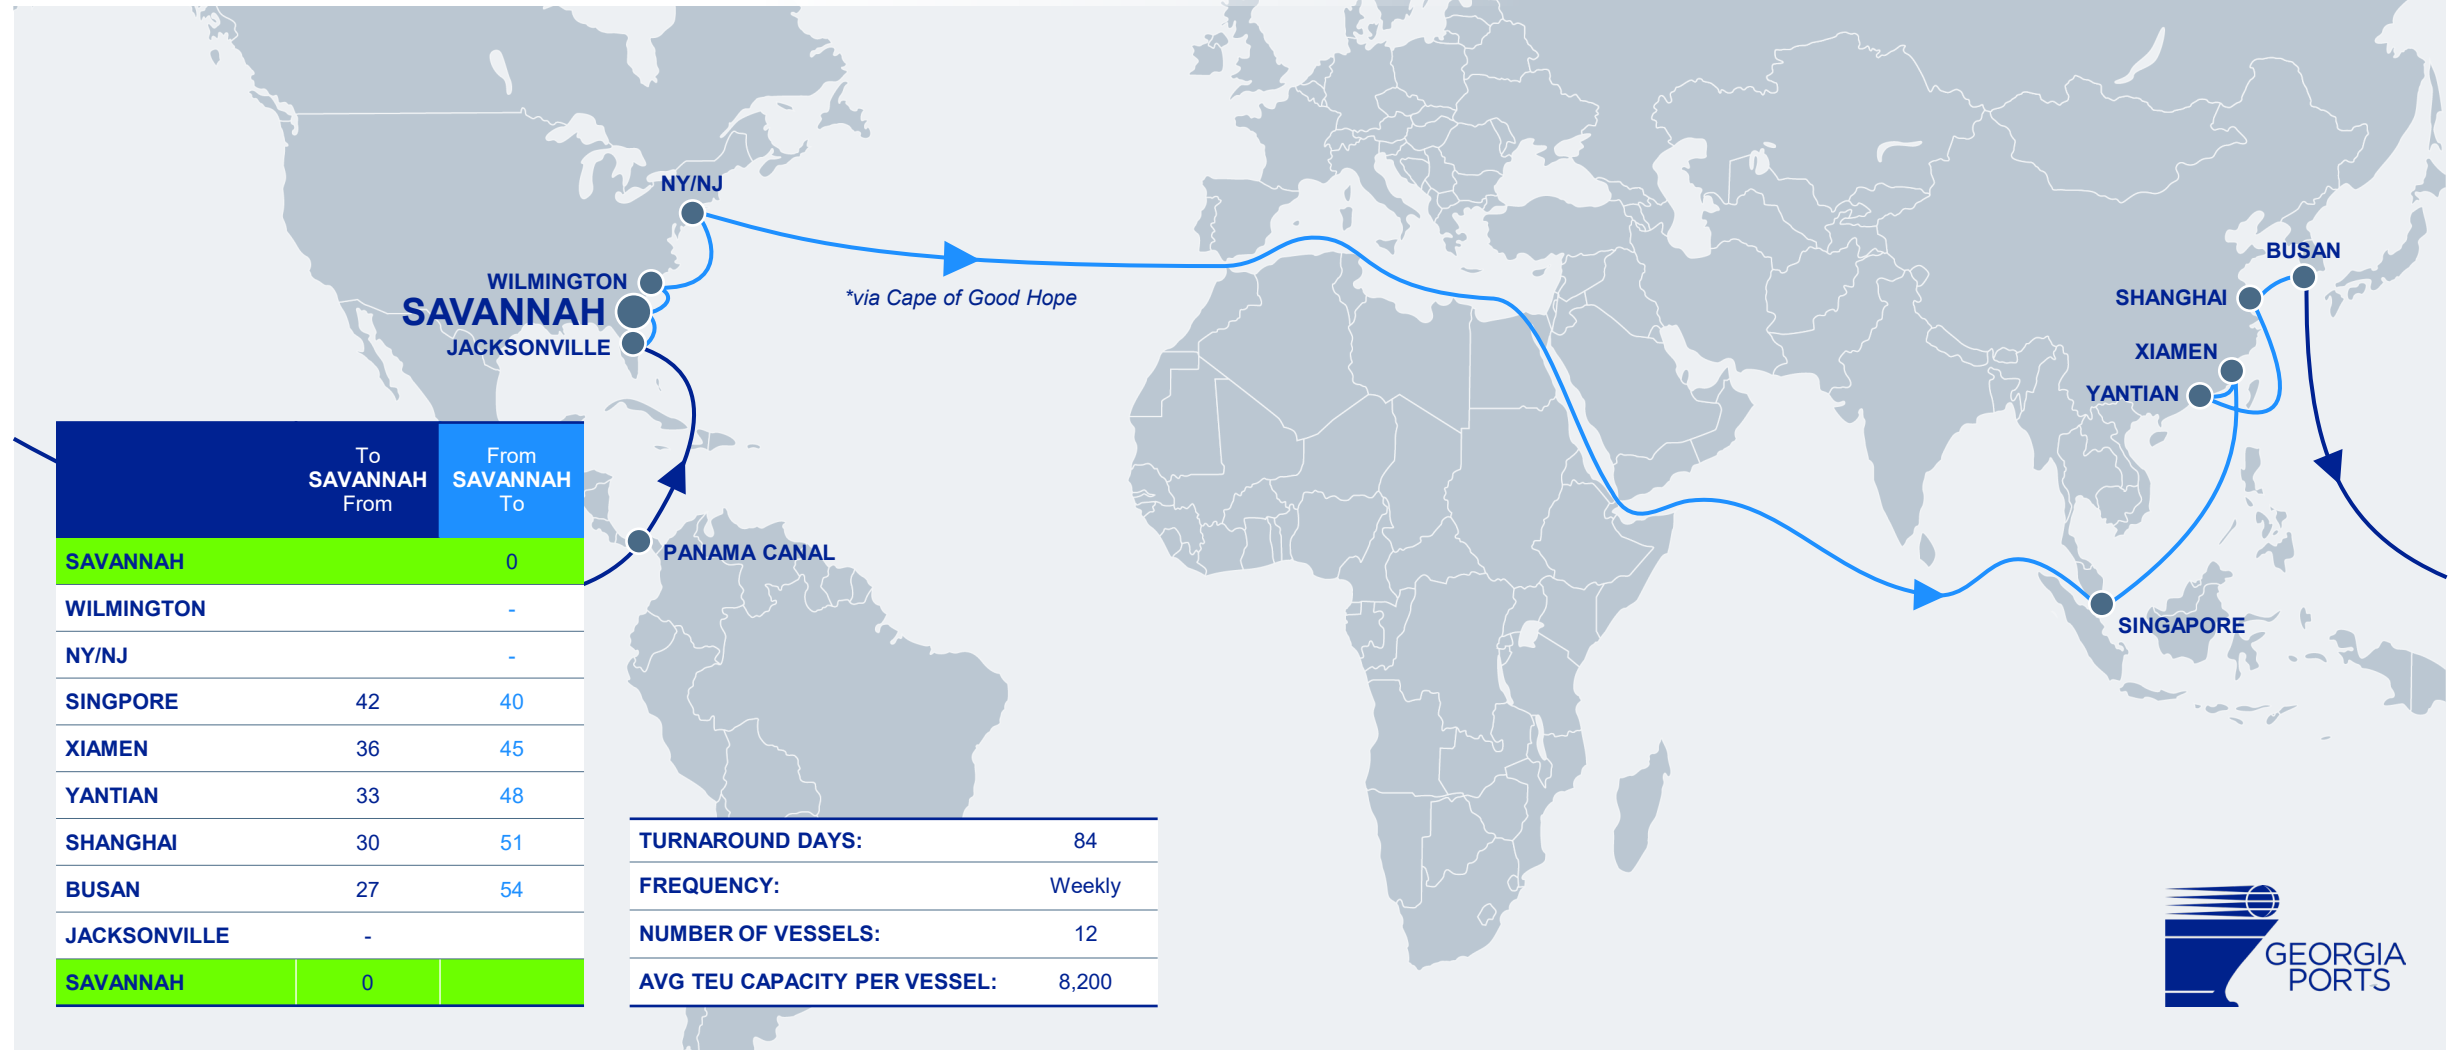 NY/NJ
WILMINGTON
SAVANNAH
JACKSONVILLE
*via Cape of Good Hope
PANAMA CANAL
BUSAN
SHANGHAI
XIAMEN
YANTIAN
SINGAPORE
To SAVANNAH From
From SAVANNAH To
SAVANNAH 0
WILMINGTON -
NY/NJ -
SINGPORE 42 40
XIAMEN 36 45
YANTIAN 33 48
SHANGHAI 30 51
BUSAN 27 54
JACKSONVILLE -
SAVANNAH 0
TURNAROUND DAYS: 84
FREQUENCY: Weekly
NUMBER OF VESSELS: 12
AVG TEU CAPACITY PER VESSEL: 8,200
GEORGIA
PORTS